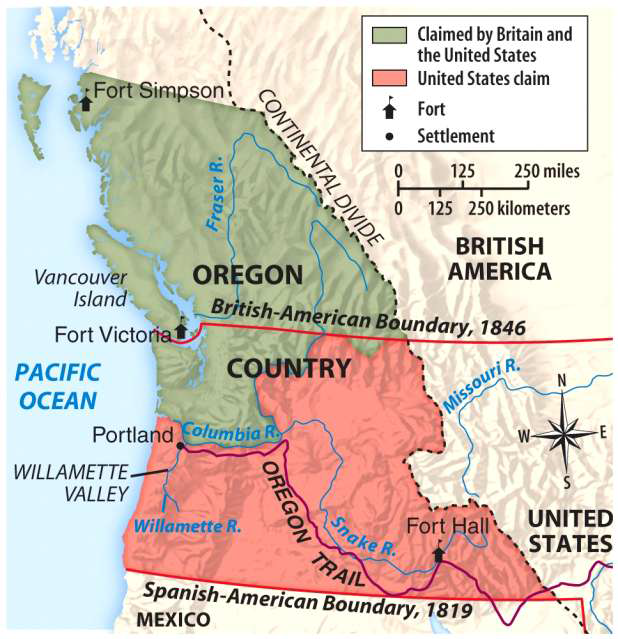 Claimed by Britain and
the United States
United States claim
Fort
Settlement
0 125 250 miles
0 125 250 kilometers
Fort Simpson
CONTINENTAL DIVIDE
Fraser R.
BRITISH
AMERICA
OREGON
Vancouver
Island
British-American Boundary, 1846
Fort Victoria
COUNTRY
PACIFIC
OCEAN
Missouri R.
N
W
E
S
Portland
Columbia R.
WILLAMETTE
VALLEY
OREGON TRAIL
Willamette R.
Snake R.
Fort Hall
UNITED
STATES
Spanish-American Boundary, 1819
MEXICO